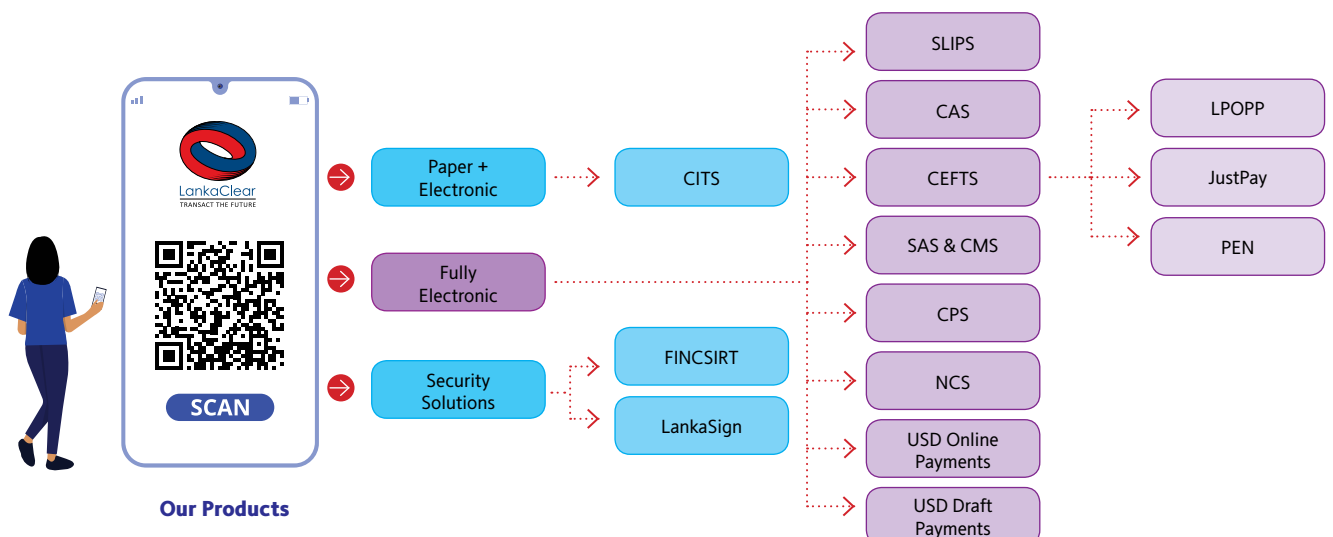 LankaClear
TRANSACT THE FUTURE
SCAN
Our Products
Paper +
Electronic
CITS
Fully
Electronic
Security
Solutions
FINCSIRT
LankaSign
SLIPS
CAS
CEFTS
SAS & CMS
CPS
NCS
USD Online
Payments
USD Draft
Payments
LPOPP
JustPay
PEN